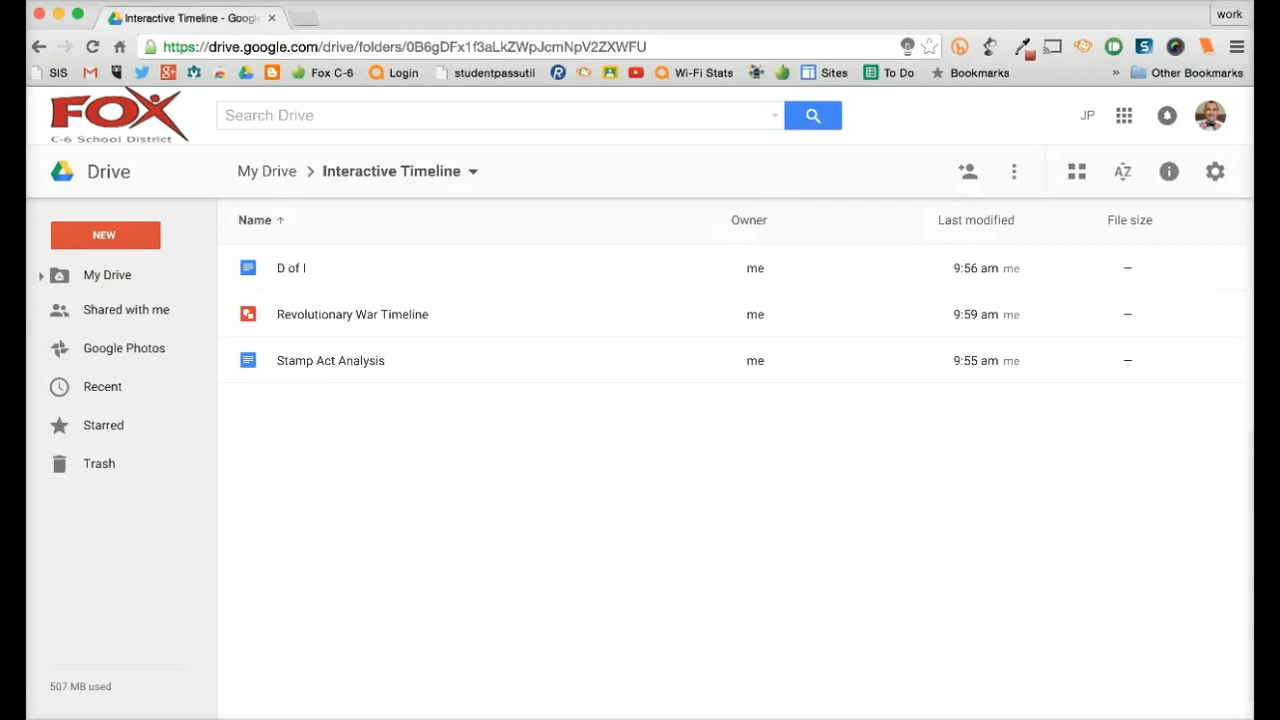 Interactive Timeline - Googl
work
https://drive.google.com/drive/folders/0B6gDFx1f3aLkZWpJcmNpV2ZXWFU
SIS
Fox C-6
Login
studentpassutil
Wi-Fi Stats
Sites
To Do
Bookmarks
»
Other Bookmarks
FOX
C-6 School District
Search Drive
JP
Drive
My Drive > Interactive Timeline
NEW
My Drive
Shared with me
Google Photos
Recent
Starred
Trash
507 MB used
Name Owner Last modified File size
D of I me 9:56 am me –
Revolutionary War Timeline me 9:59 am me –
Stamp Act Analysis me 9:55 am me –